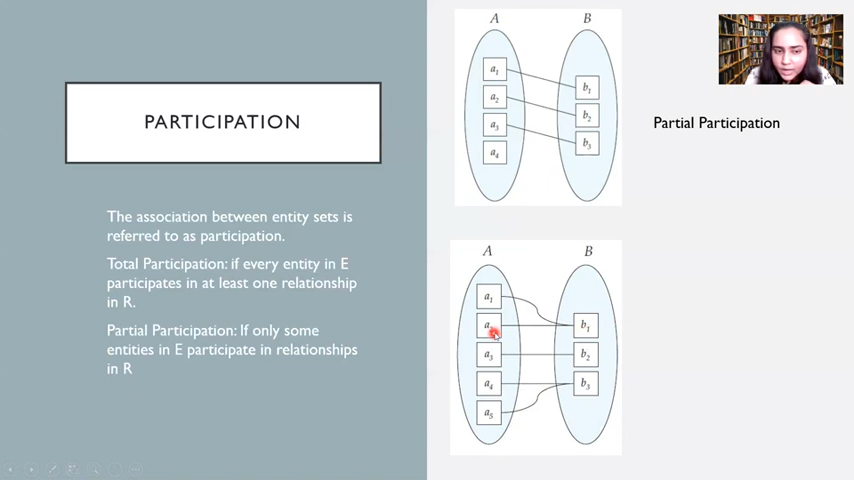 PARTICIPATION
The association between entity sets is
referred to as participation.
Total Participation: if every entity in E
participates in at least one relationship
in R.
Partial Participation: If only some
entities in E participate in relationships
in R
A B
a1
a2
a3
a4
b1
b2
b3
Partial Participation
A B
a1
a
a3
a4
a5
b1
b2
b3